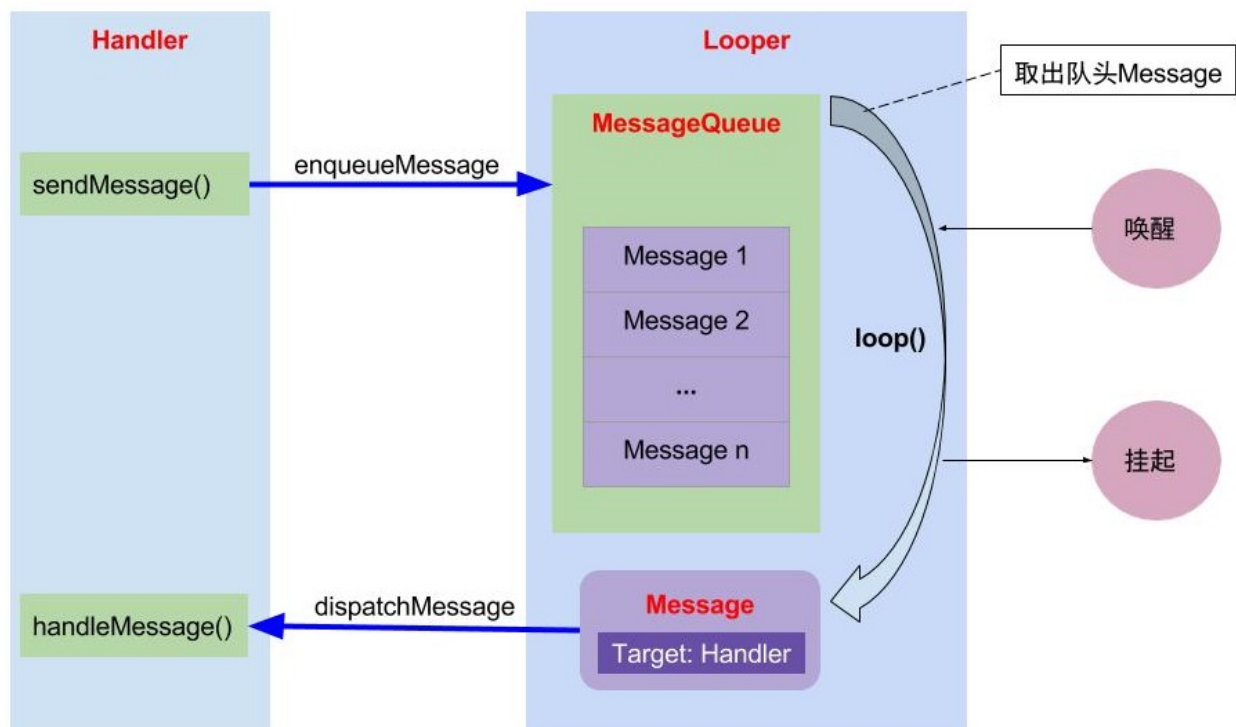 Handler
Looper
取出队头Message
MessageQueue
sendMessage()
enqueueMessage
唤醒
Message 1
Message 2
...
Message n
loop()
挂起
Message
Target: Handler
dispatchMessage
handleMessage()